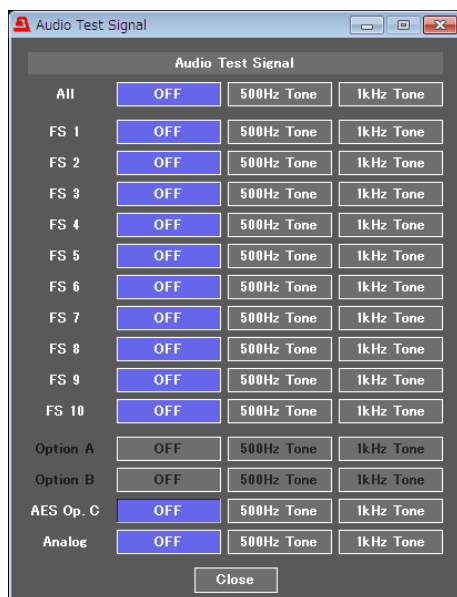 Audio Test Signal
Audio Test Signal
All OFF 500Hz Tone 1kHz Tone
FS 1 OFF 500Hz Tone 1kHz Tone
FS 2 OFF 500Hz Tone 1kHz Tone
FS 3 OFF 500Hz Tone 1kHz Tone
FS 4 OFF 500Hz Tone 1kHz Tone
FS 5 OFF 500Hz Tone 1kHz Tone
FS 6 OFF 500Hz Tone 1kHz Tone
FS 7 OFF 500Hz Tone 1kHz Tone
FS 8 OFF 500Hz Tone 1kHz Tone
FS 9 OFF 500Hz Tone 1kHz Tone
FS 10 OFF 500Hz Tone 1kHz Tone
Option A OFF 500Hz Tone 1kHz Tone
Option B OFF 500Hz Tone 1kHz Tone
AES Op. C OFF 500Hz Tone 1kHz Tone
Analog OFF 500Hz Tone 1kHz Tone
Close